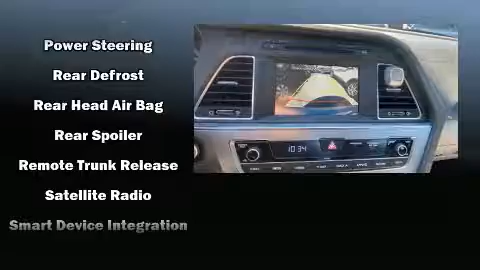 Power Steering
Rear Defrost
Rear Head Air Bag
Rear Spoiler
Remote Trunk Release
Satellite Radio
Smart Device Integration
10:34